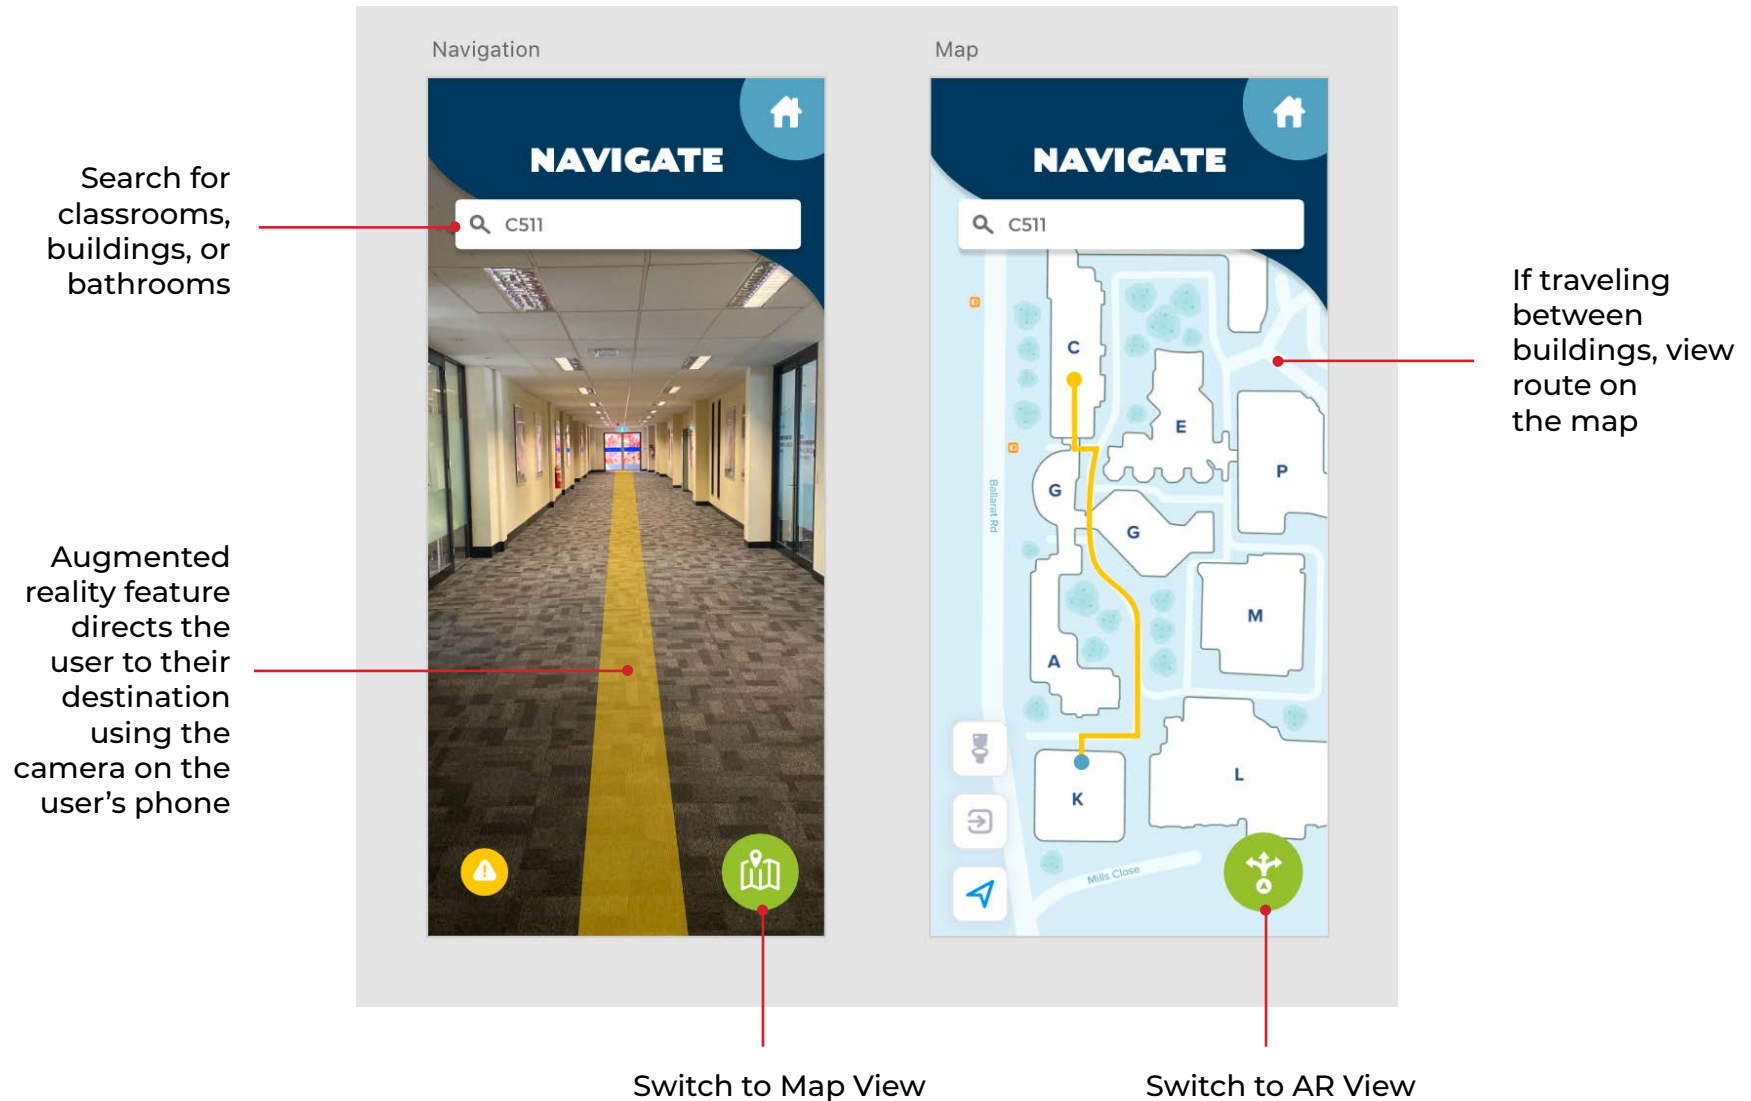 Navigation
NAVIGATE
C511
Search for
classrooms,
buildings, or
bathrooms
Augmented
reality feature
directs the
user to their
destination
using the
camera on the
user's phone
Switch to Map View
Map
NAVIGATE
C511
C
E
P
G
G
M
A
L
K
Ballarat Rd
Mills Close
If traveling
between
buildings, view
route on
the map
Switch to AR View